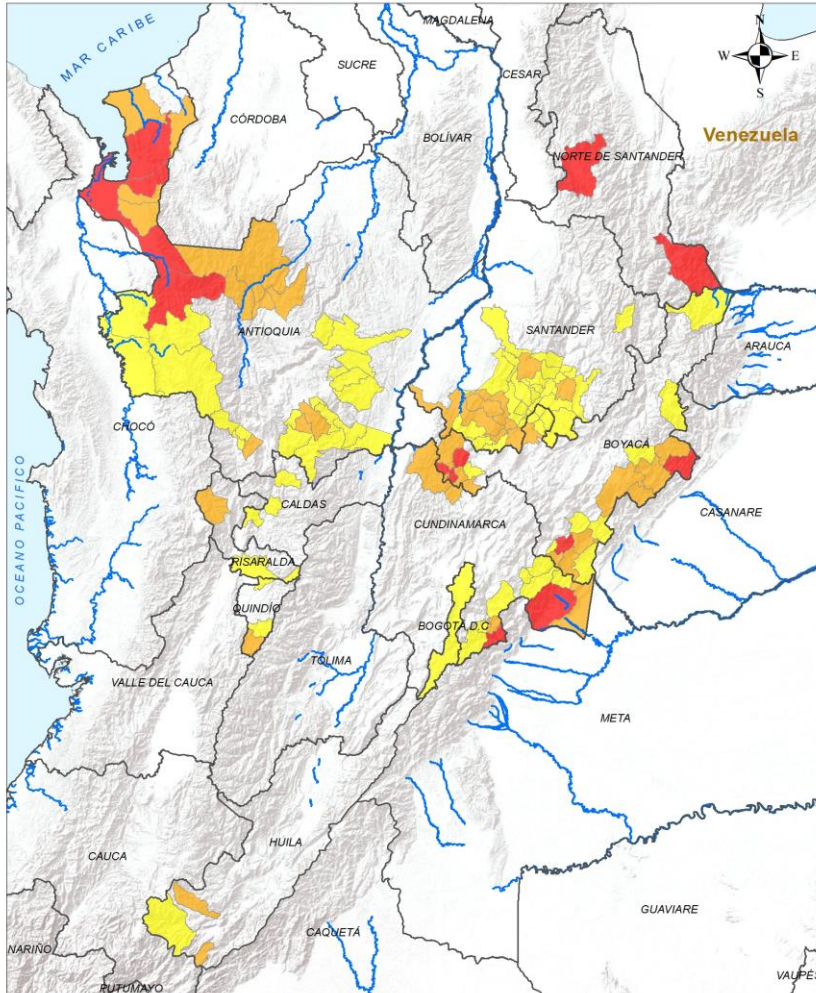 MAGDALENA
N
MAR CARIBE
SUCRE
CESAR
W
E
S
CÓRDOBA
BOLÍVAR
Venezuela
NORTE DE SANTANDER
ANTIOQUIA
SANTANDER
ARAUCA
CHOCÓ
BOYACÁ
OCEANO PACIFICO
CALDAS
CUNDINAMARCA
CASANARE
RISARALDA
QUINDÍO
BOGOTÁ, D.C
TOLIMA
VALLE DEL CAUCA
META
HUILA
CAUCA
GUAVIARE
CAQUETÁ
NARIÑO
PUTUMAYO
VAUPÉS